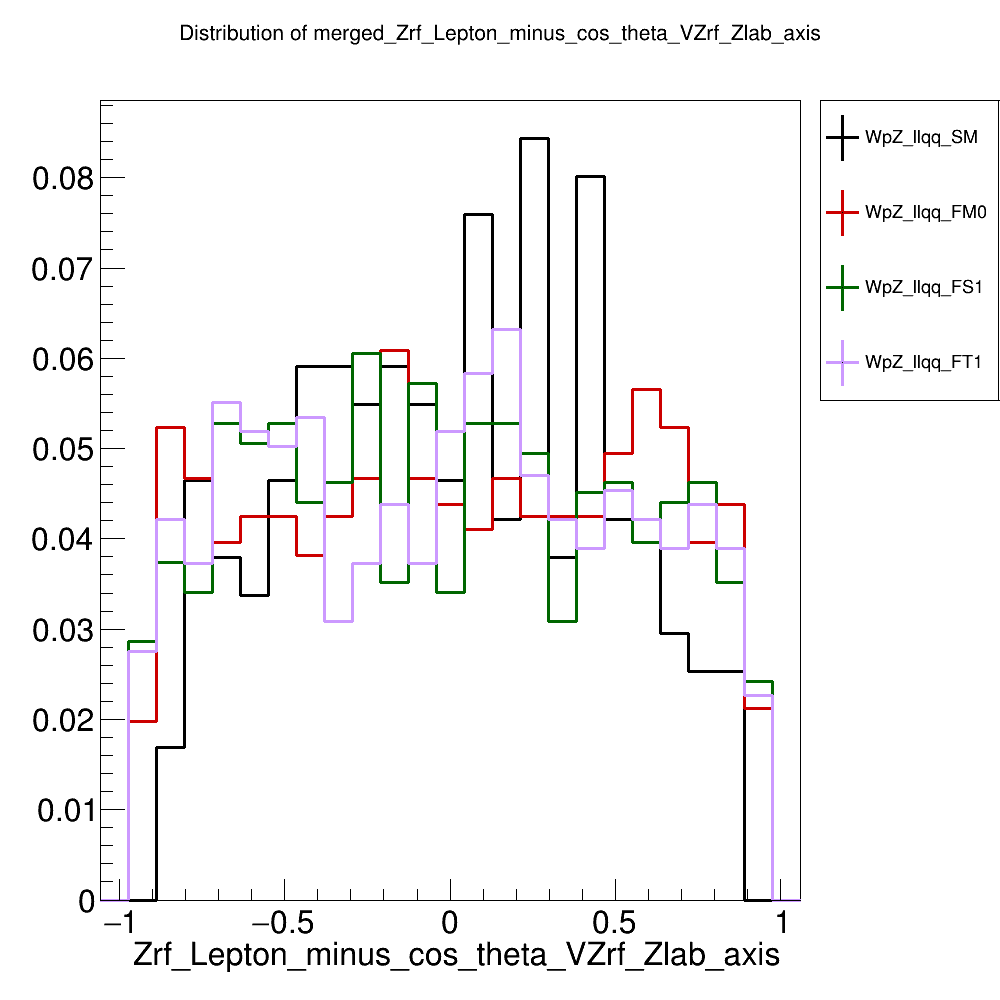 Distribution of merged_Zrf_Lepton_minus_cos_theta_VZrf_Zlab_axis
WpZ_llqq_SM
WpZ_llqq_FM0
WpZ_llqq_FS1
WpZ_llqq_FT1
0.08
0.07
0.06
0.05
0.04
0.03
0.02
0.01
0
−1 −0.5 0 0.5 1
Zrf_Lepton_minus_cos_theta_VZrf_Zlab_axis